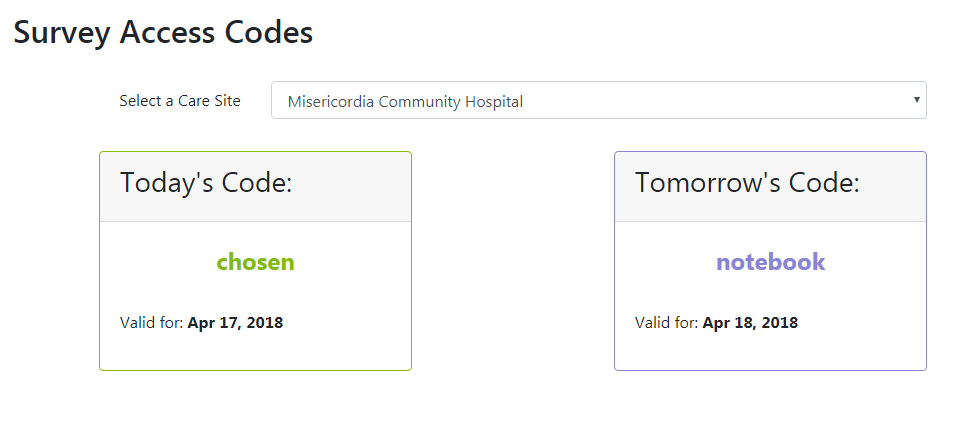 Survey Access Codes
Select a Care Site
Misericordia Community Hospital
Today's Code:
chosen
Valid for: Apr 17, 2018
Tomorrow's Code:
notebook
Valid for: Apr 18, 2018